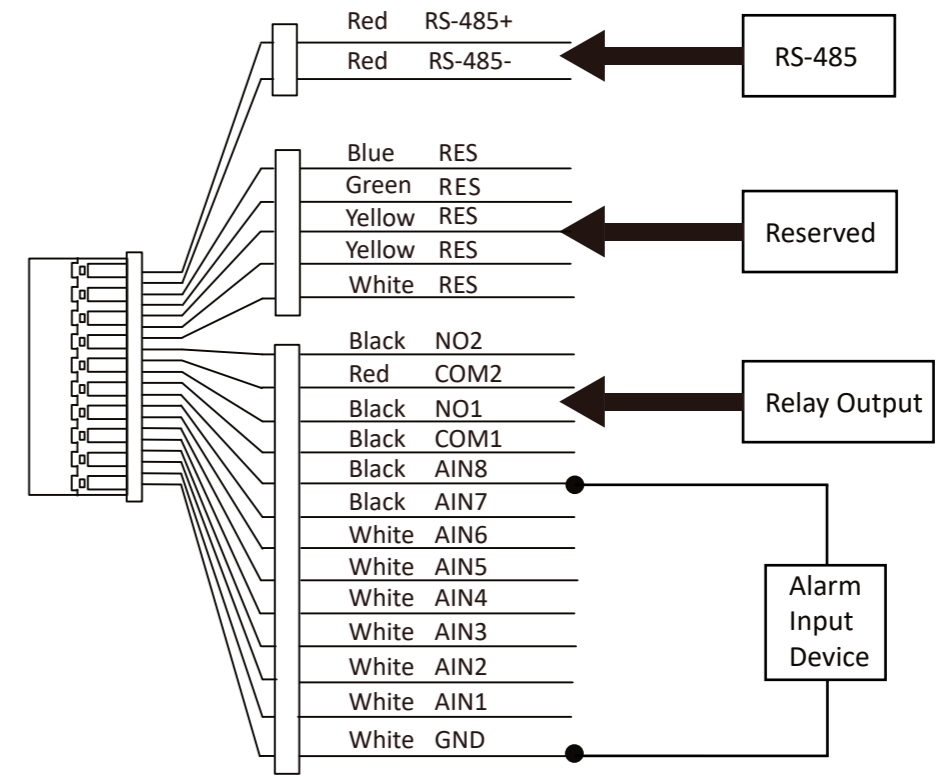 Red RS-485+
Red RS-485-
RS-485
Blue RES
Green RES
Yellow RES
Yellow RES
White RES
Reserved
Black NO2
Red COM2
Black NO1
Black COM1
Relay Output
Black AIN8
Black AIN7
White AIN6
White AIN5
White AIN4
White AIN3
White AIN2
White AIN1
White GND
Alarm
Input
Device